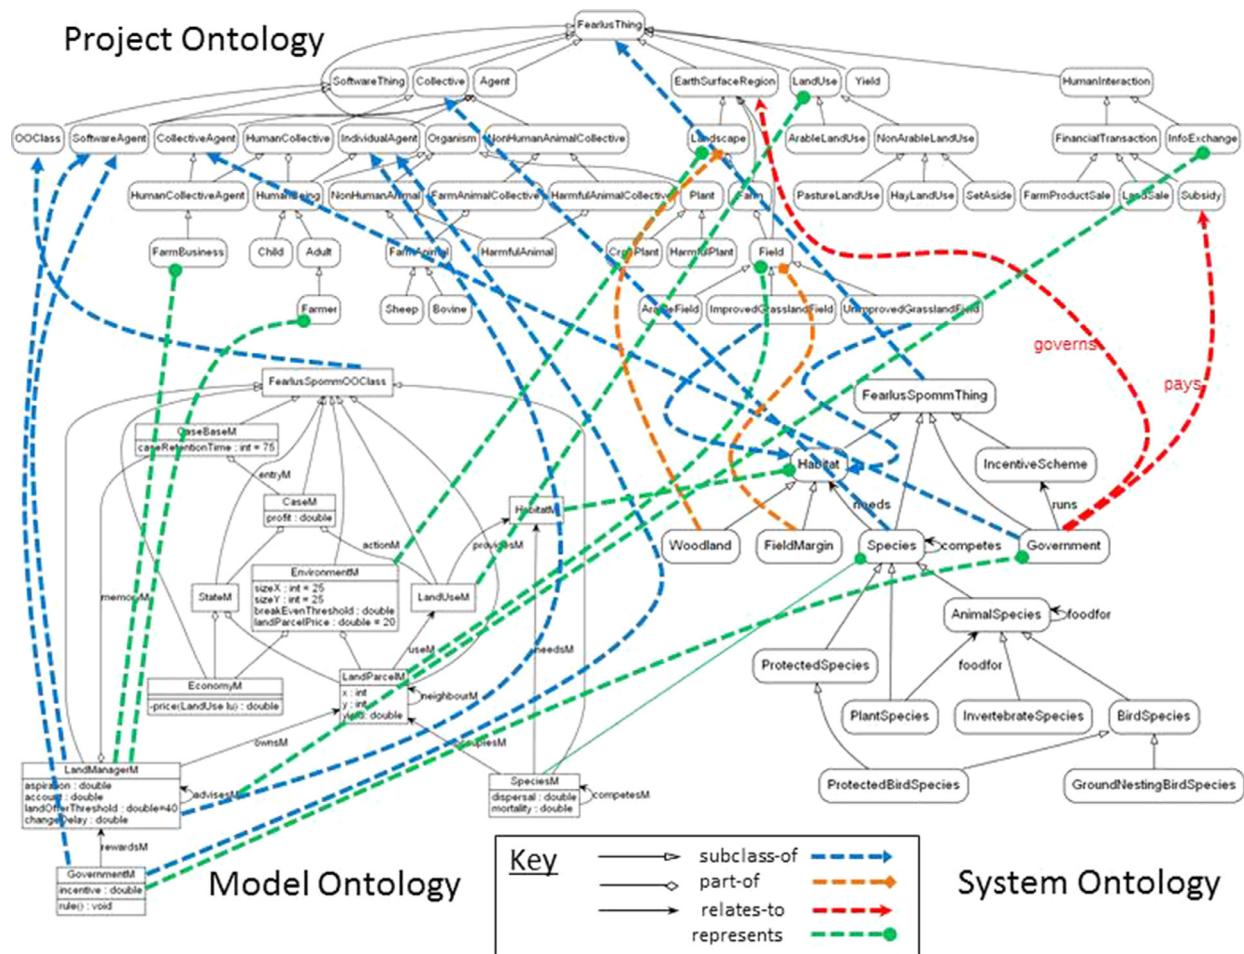 FearlusThing
Project Ontology
SoftwareThing
Collective
Agent
EarthSurfaceRegion
LandUse
Yield
HumanInteraction
OOClass
SoftwareAgent
CollectiveAgent
HumanCollective
IndividualAgent
Organism
NonHumanAnimalCollective
Landscape
ArableLandUse
NonArableLandUse
FinancialTransaction
InfoExchange
HumanCollectiveAgent
HumanBeing
NonHumanAnimal
FarmAnimalCollective
HarmfulAnimalCollective
Plant
Farm
PastureLandUse
HayLandUse
SetAside
FarmProductSale
LandSale
Subsidy
FarmBusiness
Child
Adult
FarmAnimal
HarmfulAnimal
CropPlant
HarmfulPlant
Field
Farmer
Sheep
Bovine
ArableField
ImprovedGrasslandField
UnimprovedGrasslandField
governs
pays
FearlusSpommOOClass
FearlusSpommThing
CaseBaseM
caseRetentionTime : int = 75
entryM
Habitat
IncentiveScheme
CaseM
profit : double
HabitatM
needs
runs
actionM
providesM
Woodland
FieldMargin
Species
competes
Government
EnvironmentM
sizeX : int = 25
sizeY : int = 25
breakEvenThreshold : double
landParcelPrice : double = 20
StateM
LandUseM
memoryM
AnimalSpecies
foodfor
useM
needsM
ProtectedSpecies
foodfor
EconomyM
-price(LandUse lu) : double
LandParcelM
x : int
y : int
yield : double
neighbourM
PlantSpecies
InvertebrateSpecies
BirdSpecies
ownsM
occupiesM
LandManagerM
aspiration : double
account : double
landOfferThreshold : double=40
changeDelay : double
advisesM
SpeciesM
dispersal : double
mortality : double
competesM
ProtectedBirdSpecies
GroundNestingBirdSpecies
rewardsM
GovernmentM
incentive : double
rule() : void
Model Ontology
System Ontology
Key
subclass-of
part-of
relates-to
represents